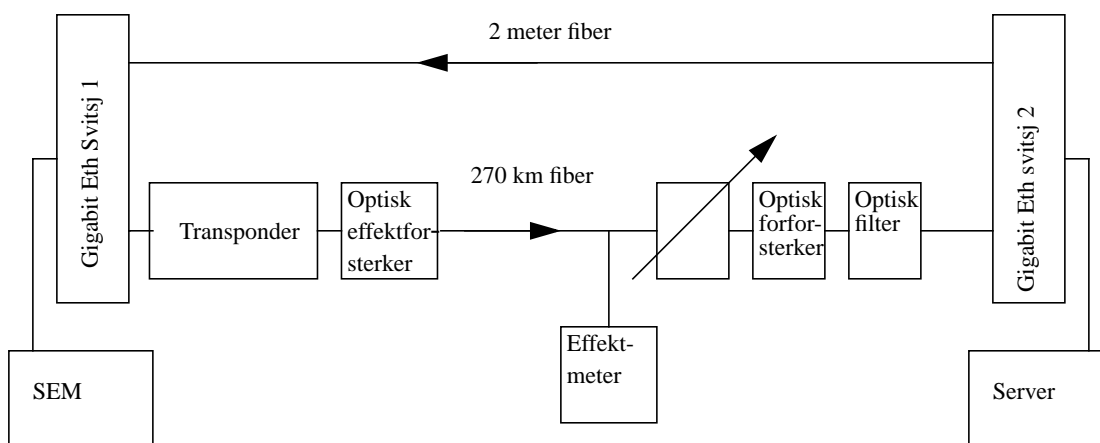 2 meter fiber
Gigabit Eth Svitsj 1
Gigabit Eth svitsj 2
270 km fiber
Transponder
Optisk
effektfor-
sterker
Optisk
forfor-
sterker
Optisk
filter
Effekt-
meter
SEM
Server